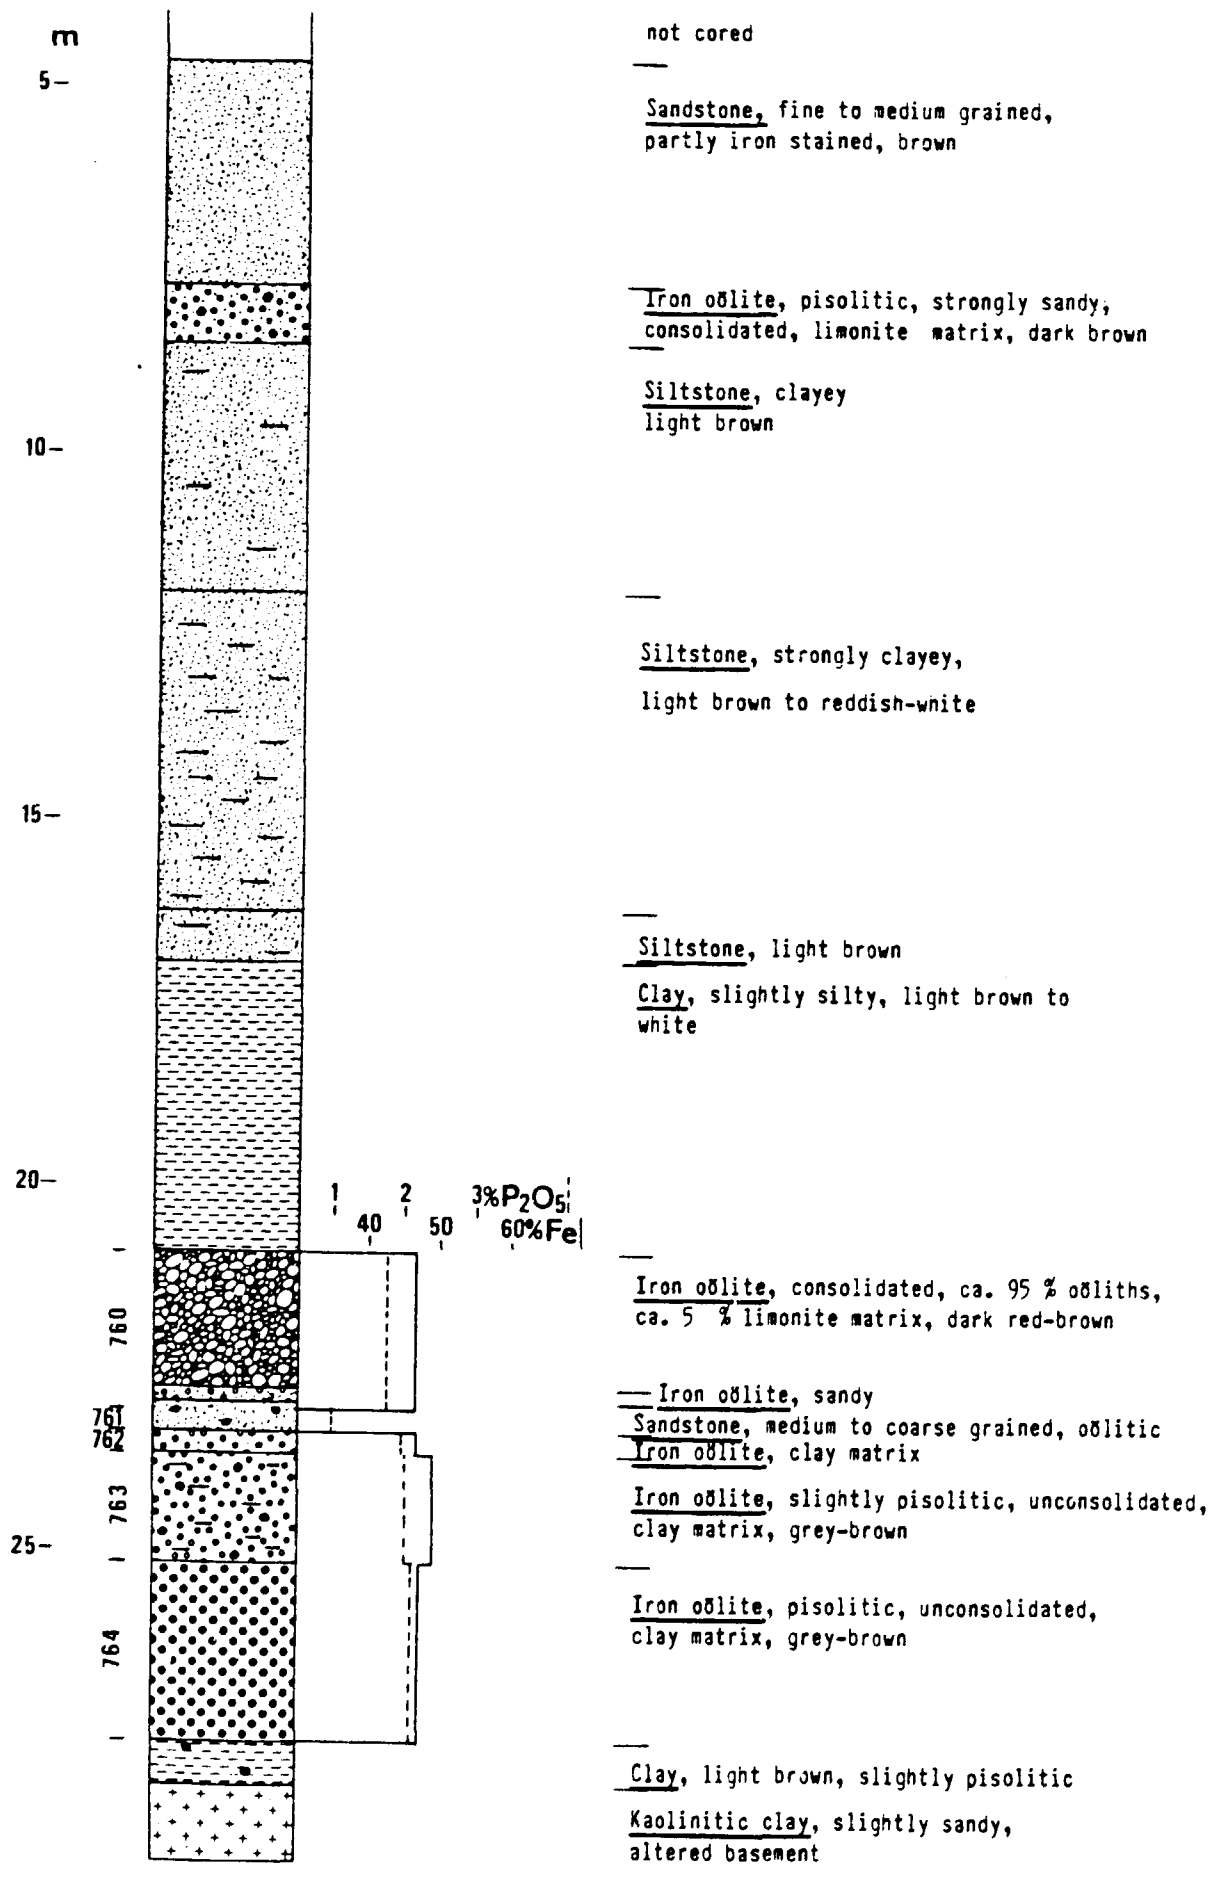 m
not cored
5—
Sandstone, fine to medium grained,
partly iron stained, brown
Iron oölite, pisolitic, strongly sandy,
consolidated, limonite matrix, dark brown
Siltstone, clayey
light brown
10—
Siltstone, strongly clayey,
light brown to reddish-white
15—
Siltstone, light brown
Clay, slightly silty, light brown to
white
20—
1 2 3%P₂O₅
40 50 60%Fe
760
Iron oölite, consolidated, ca. 95 % oöliths,
ca. 5 % limonite matrix, dark red-brown
Iron oölite, sandy
761
Sandstone, medium to coarse grained, oölitic
762
Iron oölite, clay matrix
763
Iron oölite, slightly pisolitic, unconsolidated,
clay matrix, grey-brown
25—
764
Iron oölite, pisolitic, unconsolidated,
clay matrix, grey-brown
Clay, light brown, slightly pisolitic
Kaolinitic clay, slightly sandy,
altered basement